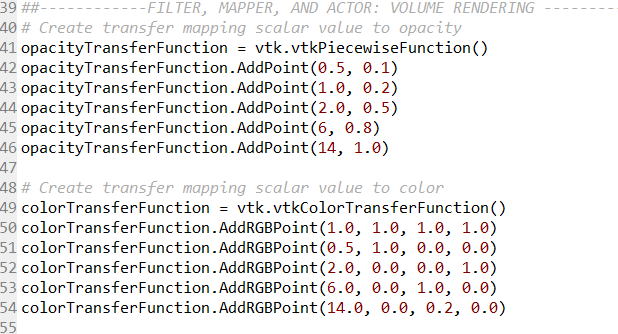 39 ##------------FILTER, MAPPER, AND ACTOR: VOLUME RENDERING ---------
40 # Create transfer mapping scalar value to opacity
41 opacityTransferFunction = vtk.vtkPiecewiseFunction()
42 opacityTransferFunction.AddPoint(0.5, 0.1)
43 opacityTransferFunction.AddPoint(1.0, 0.2)
44 opacityTransferFunction.AddPoint(2.0, 0.5)
45 opacityTransferFunction.AddPoint(6, 0.8)
46 opacityTransferFunction.AddPoint(14, 1.0)
47
48 # Create transfer mapping scalar value to color
49 colorTransferFunction = vtk.vtkColorTransferFunction()
50 colorTransferFunction.AddRGBPoint(1.0, 1.0, 1.0, 1.0)
51 colorTransferFunction.AddRGBPoint(0.5, 1.0, 0.0, 0.0)
52 colorTransferFunction.AddRGBPoint(2.0, 0.0, 0.0, 1.0)
53 colorTransferFunction.AddRGBPoint(6.0, 0.0, 1.0, 0.0)
54 colorTransferFunction.AddRGBPoint(14.0, 0.0, 0.2, 0.0)
55